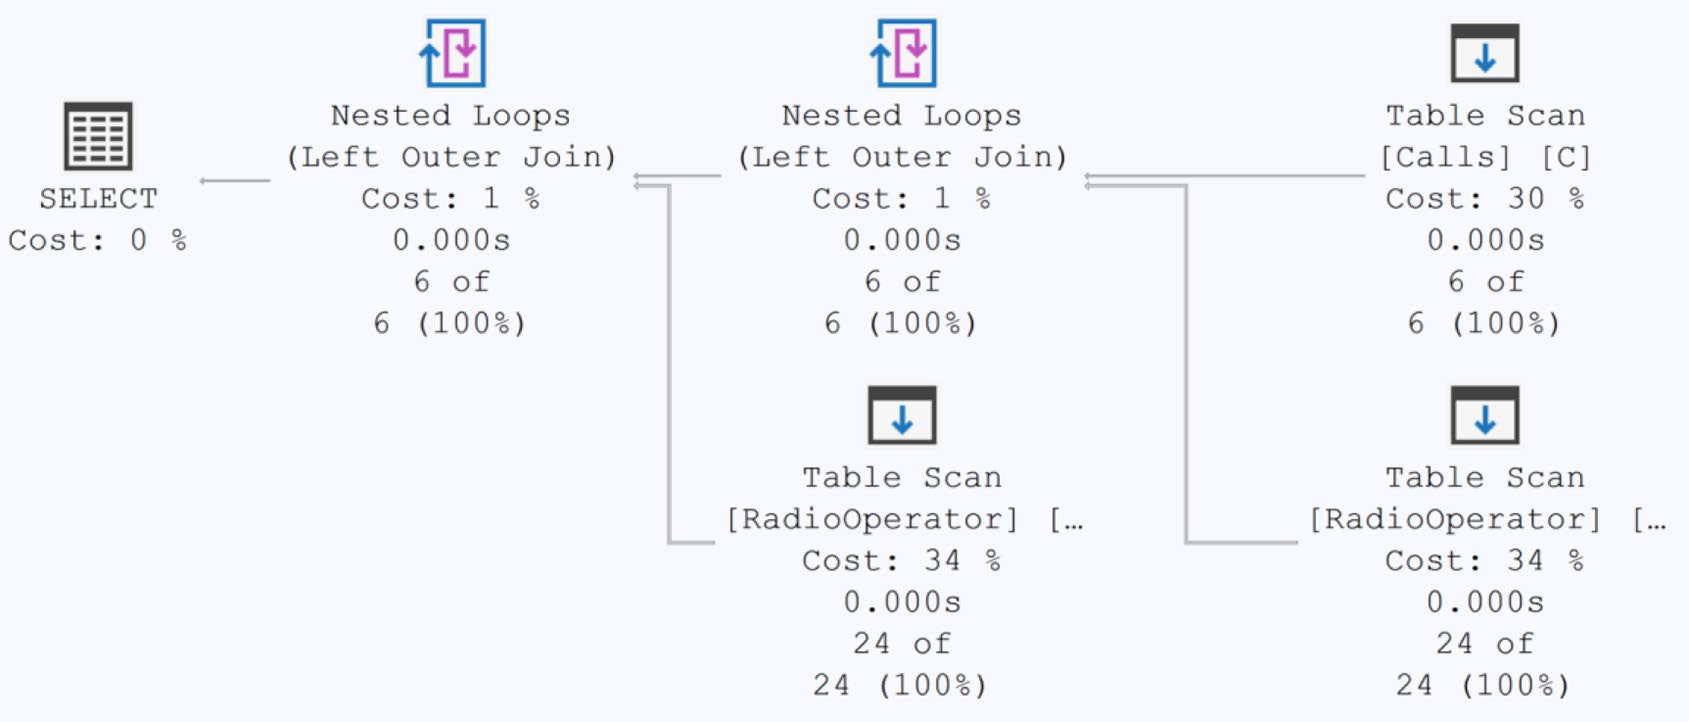 SELECT
Cost: 0 %
Nested Loops
(Left Outer Join)
Cost: 1 %
0.000s
6 of
6 (100%)
Nested Loops
(Left Outer Join)
Cost: 1 %
0.000s
6 of
6 (100%)
Table Scan
[Calls] [C]
Cost: 30 %
0.000s
6 of
6 (100%)
Table Scan
[RadioOperator] […
Cost: 34 %
0.000s
24 of
24 (100%)
Table Scan
[RadioOperator] […
Cost: 34 %
0.000s
24 of
24 (100%)